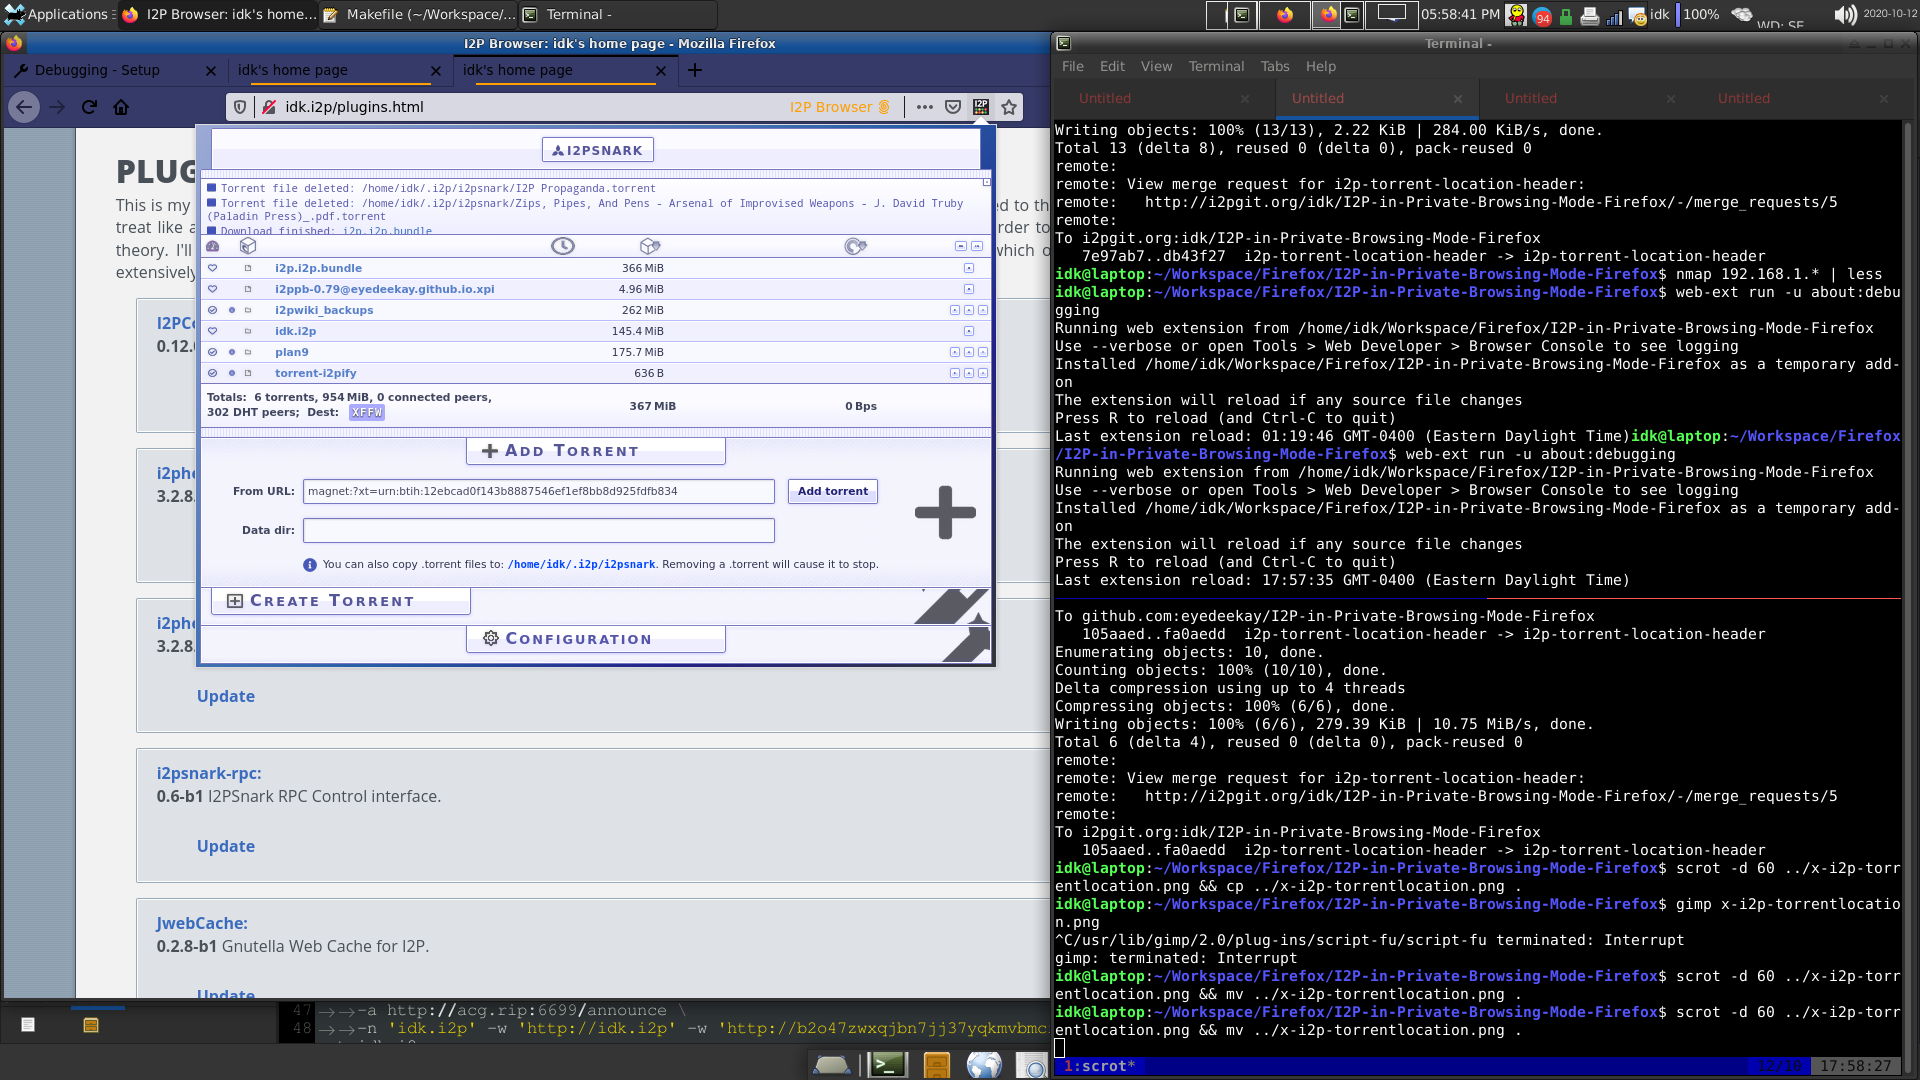 Applications
I2P Browser: idk's home...
Makefile (~/Workspace/...
Terminal -
05:58:41 PM
94
idk
100%
WD: SE
2020-10-12
I2P Browser: idk's home page - Mozilla Firefox
Debugging - Setup
idk's home page
idk's home page
idk.i2p/plugins.html
I2P Browser
I2P
PLUG
This is my
treat like a
theory. I'll
extensively
ed to th
rder to
which o
I2PCo
0.12.
i2pho
3.2.8.
i2pho
3.2.8.
Update
i2psnark-rpc:
0.6-b1 I2PSnark RPC Control interface.
Update
JwebCache:
0.2.8-b1 Gnutella Web Cache for I2P.
Update
I2PSNARK
Torrent file deleted: /home/idk/.i2p/i2psnark/I2P Propaganda.torrent
Torrent file deleted: /home/idk/.i2p/i2psnark/Zips, Pipes, And Pens - Arsenal of Improvised Weapons - J. David Truby
(Paladin Press)_.pdf.torrent
Download finished: i2p.i2p.bundle
i2p.i2p.bundle 366 MiB
i2ppb-0.79@eyedeekay.github.io.xpi 4.96 MiB
i2pwiki_backups 262 MiB
idk.i2p 145.4 MiB
plan9 175.7 MiB
torrent-i2pify 636 B
Totals: 6 torrents, 954 MiB, 0 connected peers,
302 DHT peers; Dest: XFFW
367 MiB
0 Bps
ADD TORRENT
From URL: magnet:?xt=urn:btih:12ebcad0f143b8887546ef1ef8bb8d925fdfb834 Add torrent
Data dir:
You can also copy .torrent files to: /home/idk/.i2p/i2psnark. Removing a .torrent will cause it to stop.
CREATE TORRENT
CONFIGURATION
47 -a http://acg.rip:6699/announce \
48 -n 'idk.i2p' -w 'http://idk.i2p' -w 'http://b2o47zwxqjbn7jj37yqkmvbmc
Terminal -
File Edit View Terminal Tabs Help
Untitled Untitled Untitled Untitled
Writing objects: 100% (13/13), 2.22 KiB | 284.00 KiB/s, done.
Total 13 (delta 8), reused 0 (delta 0), pack-reused 0
remote:
remote: View merge request for i2p-torrent-location-header:
remote:   http://i2pgit.org/idk/I2P-in-Private-Browsing-Mode-Firefox/-/merge_requests/5
remote:
To i2pgit.org:idk/I2P-in-Private-Browsing-Mode-Firefox
   7e97ab7..db43f27  i2p-torrent-location-header -> i2p-torrent-location-header
idk@laptop:~/Workspace/Firefox/I2P-in-Private-Browsing-Mode-Firefox$ nmap 192.168.1.* | less
idk@laptop:~/Workspace/Firefox/I2P-in-Private-Browsing-Mode-Firefox$ web-ext run -u about:debu
gging
Running web extension from /home/idk/Workspace/Firefox/I2P-in-Private-Browsing-Mode-Firefox
Use --verbose or open Tools > Web Developer > Browser Console to see logging
Installed /home/idk/Workspace/Firefox/I2P-in-Private-Browsing-Mode-Firefox as a temporary add-
on
The extension will reload if any source file changes
Press R to reload (and Ctrl-C to quit)
Last extension reload: 01:19:46 GMT-0400 (Eastern Daylight Time)idk@laptop:~/Workspace/Firefox
/I2P-in-Private-Browsing-Mode-Firefox$ web-ext run -u about:debugging
Running web extension from /home/idk/Workspace/Firefox/I2P-in-Private-Browsing-Mode-Firefox
Use --verbose or open Tools > Web Developer > Browser Console to see logging
Installed /home/idk/Workspace/Firefox/I2P-in-Private-Browsing-Mode-Firefox as a temporary add-
on
The extension will reload if any source file changes
Press R to reload (and Ctrl-C to quit)
Last extension reload: 17:57:35 GMT-0400 (Eastern Daylight Time)
To github.com:eyedeekay/I2P-in-Private-Browsing-Mode-Firefox
   105aaed..fa0aedd  i2p-torrent-location-header -> i2p-torrent-location-header
Enumerating objects: 10, done.
Counting objects: 100% (10/10), done.
Delta compression using up to 4 threads
Compressing objects: 100% (6/6), done.
Writing objects: 100% (6/6), 279.39 KiB | 10.75 MiB/s, done.
Total 6 (delta 4), reused 0 (delta 0), pack-reused 0
remote:
remote: View merge request for i2p-torrent-location-header:
remote:   http://i2pgit.org/idk/I2P-in-Private-Browsing-Mode-Firefox/-/merge_requests/5
remote:
To i2pgit.org:idk/I2P-in-Private-Browsing-Mode-Firefox
   105aaed..fa0aedd  i2p-torrent-location-header -> i2p-torrent-location-header
idk@laptop:~/Workspace/Firefox/I2P-in-Private-Browsing-Mode-Firefox$ scrot -d 60 ../x-i2p-torr
entlocation.png && cp ../x-i2p-torrentlocation.png .
idk@laptop:~/Workspace/Firefox/I2P-in-Private-Browsing-Mode-Firefox$ gimp x-i2p-torrentlocatio
n.png
^C/usr/lib/gimp/2.0/plug-ins/script-fu/script-fu terminated: Interrupt
gimp: terminated: Interrupt
idk@laptop:~/Workspace/Firefox/I2P-in-Private-Browsing-Mode-Firefox$ scrot -d 60 ../x-i2p-torr
entlocation.png && mv ../x-i2p-torrentlocation.png .
idk@laptop:~/Workspace/Firefox/I2P-in-Private-Browsing-Mode-Firefox$ scrot -d 60 ../x-i2p-torr
entlocation.png && mv ../x-i2p-torrentlocation.png .
1:scrot*
12/10 17:58:27